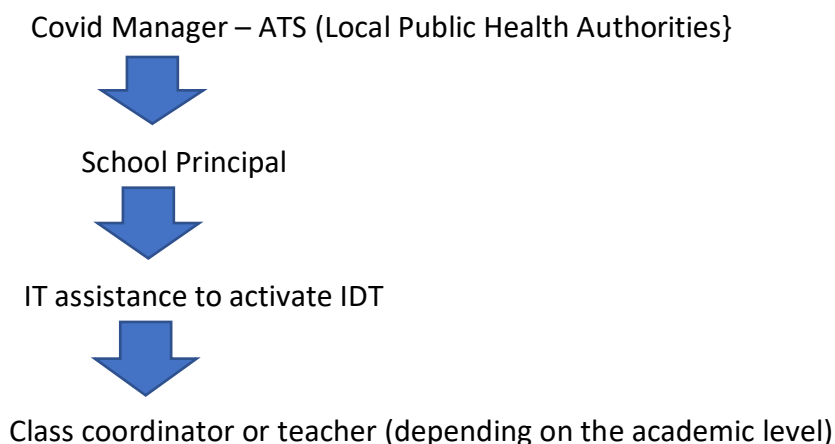 Covid Manager – ATS (Local Public Health Authorities}
School Principal
IT assistance to activate IDT
Class coordinator or teacher (depending on the academic level)